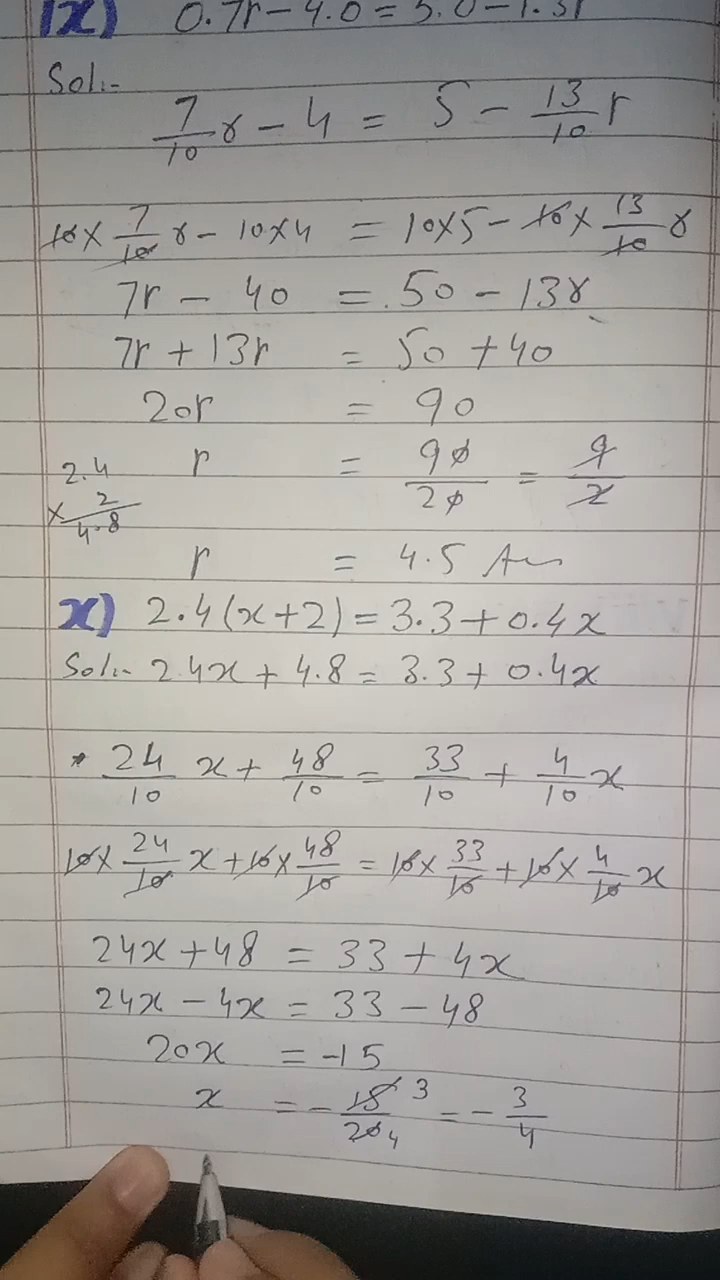 ix) 0.7r - 4.0 = 5.0 - 1.3r
Sol:-
7/10 r - 4 = 5 - 13/10 r
10 × 7/10 r - 10×4 = 10×5 - 10 × 13/10 r
7r - 40 = 50 - 13r
7r + 13r = 50 + 40
20r = 90
r = 90/20 = 9/2
2.4
× 2
4.8
r = 4.5 Ans
x) 2.4(x+2) = 3.3 + 0.4x
Sol:- 2.4x + 4.8 = 3.3 + 0.4x
24/10 x + 48/10 = 33/10 + 4/10 x
10 × 24/10 x + 10 × 48/10 = 10 × 33/10 + 10 × 4/10 x
24x + 48 = 33 + 4x
24x - 4x = 33 - 48
20x = -15
x = - 15/20 3 4 = - 3/4